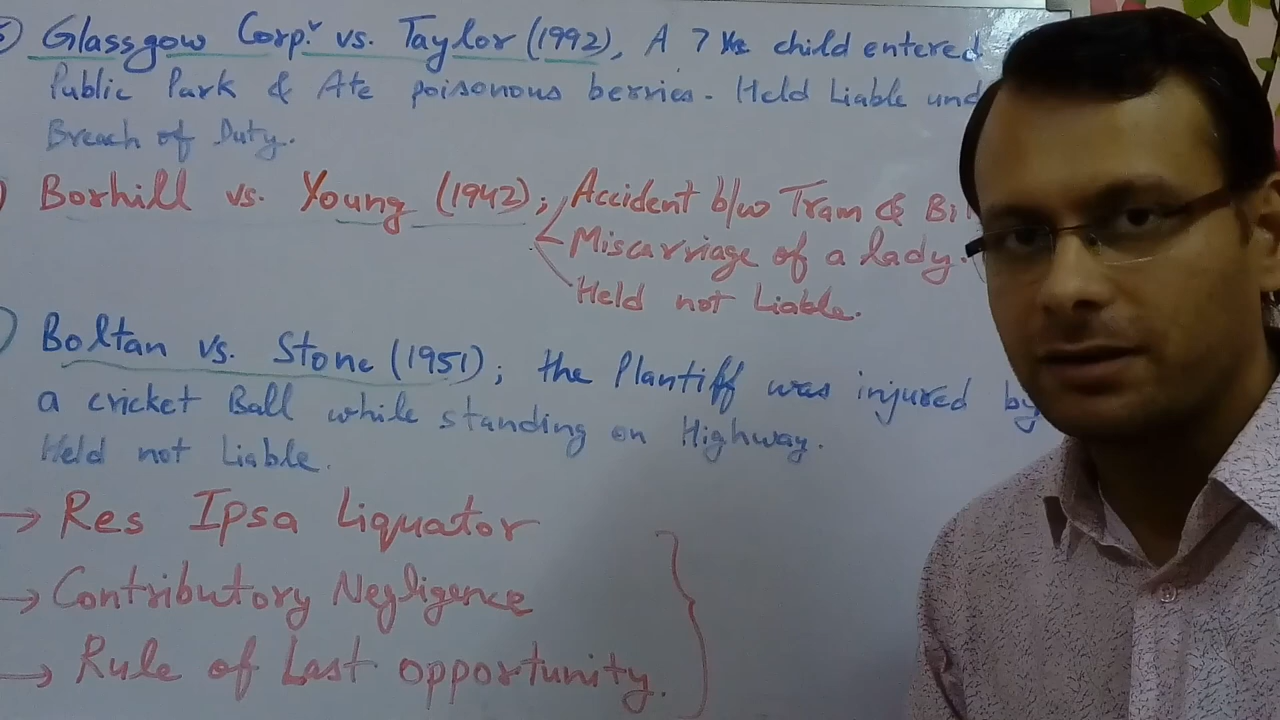 Glassgow Corpr vs. Taylor (1992), A 7 Yrs child entered
Public Park & Ate poisonous berries. Held Liable und
Breach of Duty.
Borhill vs. Young (1942); Accident b/w Tram & Bi
Miscarriage of a lady.
Held not Liable.
Boltan vs. Stone (1951); the Plantiff was injured by
a cricket Ball while standing on Highway.
Held not Liable.
→ Res Ipsa Liquator
→ Contributory Negligence
→ Rule of Last opportunity.